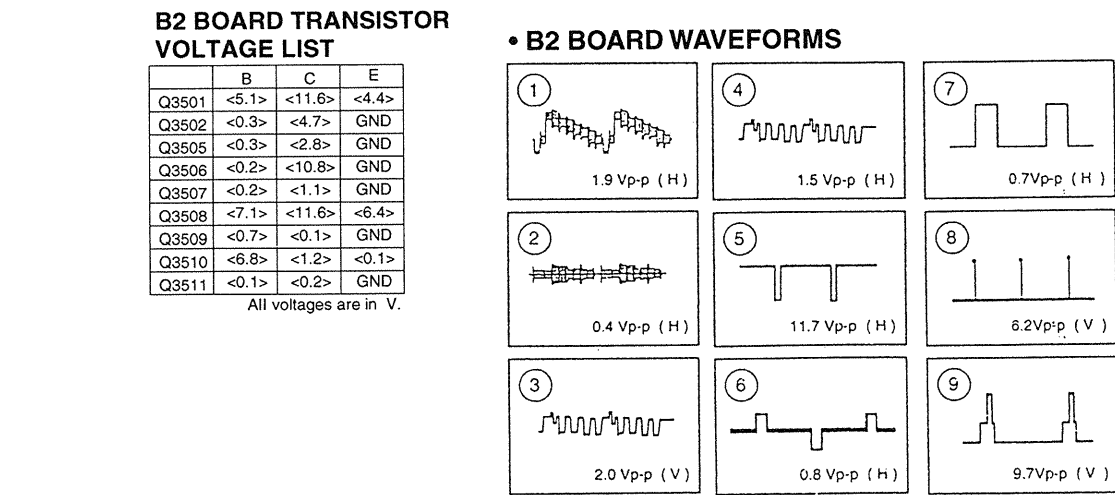 B2 BOARD TRANSISTOR
VOLTAGE LIST
B C E
Q3501 <5.1> <11.6> <4.4>
Q3502 <0.3> <4.7> GND
Q3505 <0.3> <2.8> GND
Q3506 <0.2> <10.8> GND
Q3507 <0.2> <1.1> GND
Q3508 <7.1> <11.6> <6.4>
Q3509 <0.7> <0.1> GND
Q3510 <6.8> <1.2> <0.1>
Q3511 <0.1> <0.2> GND
All voltages are in V.
• B2 BOARD WAVEFORMS
1
1.9 Vp-p (H)
4
1.5 Vp-p (H)
7
0.7Vp-p (H)
2
0.4 Vp-p (H)
5
11.7 Vp-p (H)
8
6.2Vp-p (V)
3
2.0 Vp-p (V)
6
0.8 Vp-p (H)
9
9.7Vp-p (V)